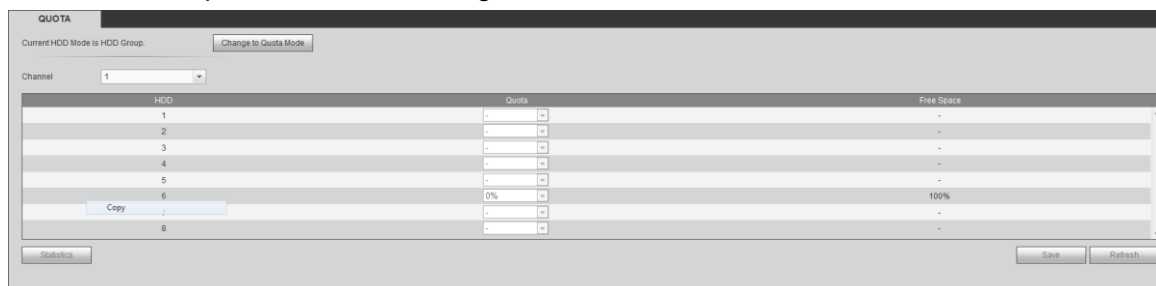 QUOTA
Current HDD Mode is HDD Group. Change to Quota Mode
Channel 1
HDD Quota Free Space
1 - -
2 - -
3 - -
4 - -
5 - -
6 0% 100%
Copy
- -
8 - -
Statistics Save Refresh